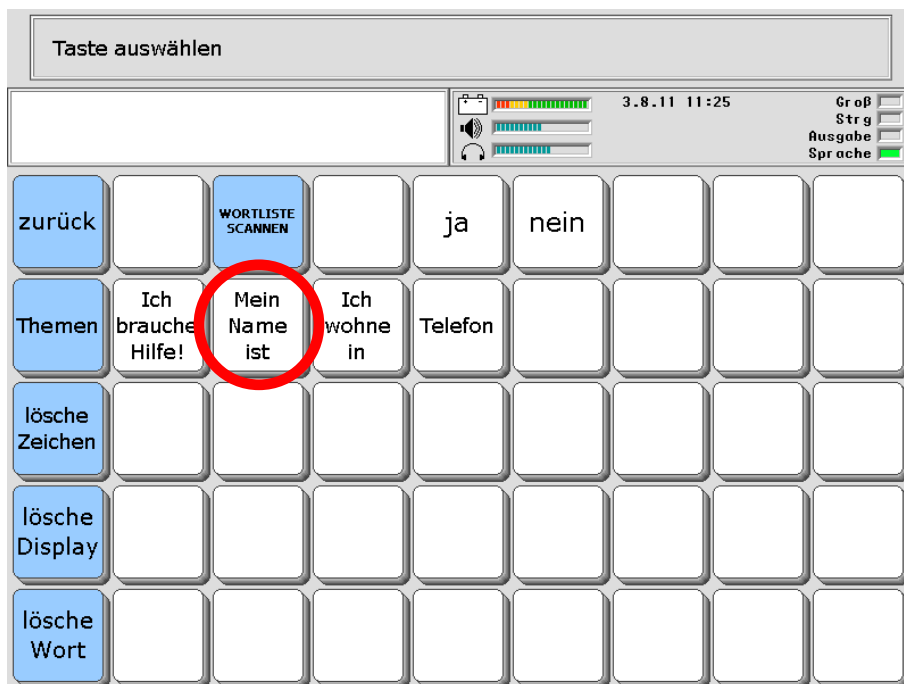 Taste auswählen
3.8.11 11:25
Groß
Strg
Ausgabe
Sprache
zurück
WORTLISTE
SCANNEN
ja
nein
Themen
Ich
brauche
Hilfe!
Mein
Name
ist
Ich
wohne
in
Telefon
lösche
Zeichen
lösche
Display
lösche
Wort